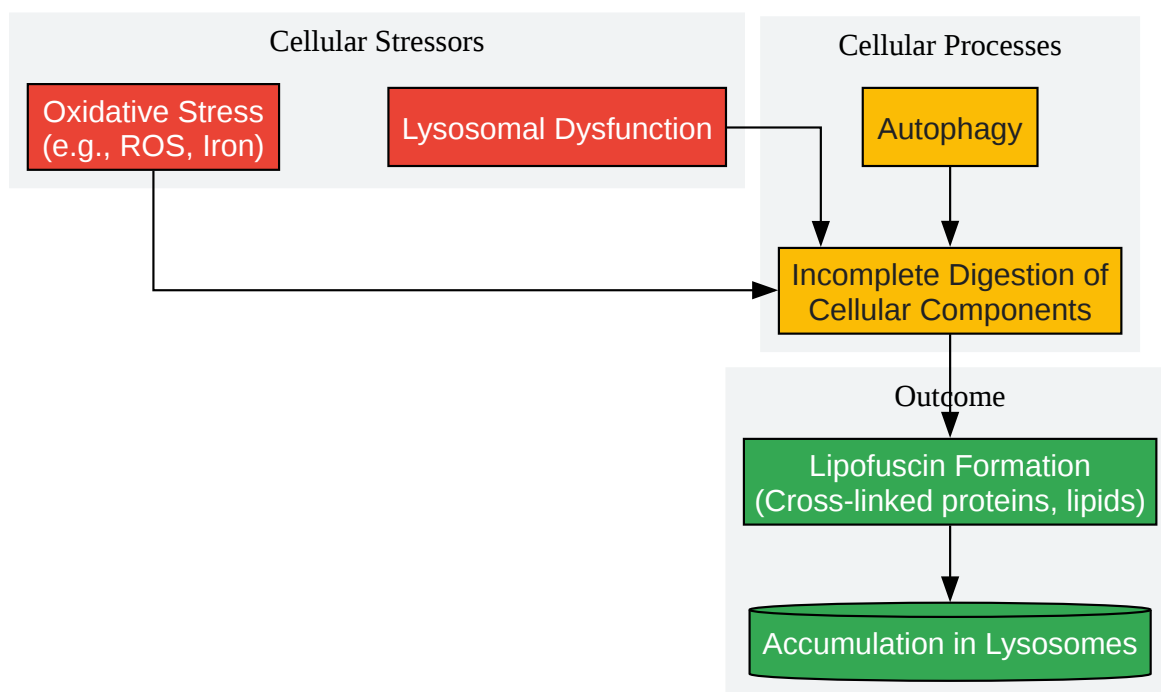 Cellular Stressors
Oxidative Stress
(e.g., ROS, Iron)
Lysosomal Dysfunction
Cellular Processes
Autophagy
Incomplete Digestion of
Cellular Components
Outcome
Lipofuscin Formation
(Cross-linked proteins, lipids)
Accumulation in Lysosomes